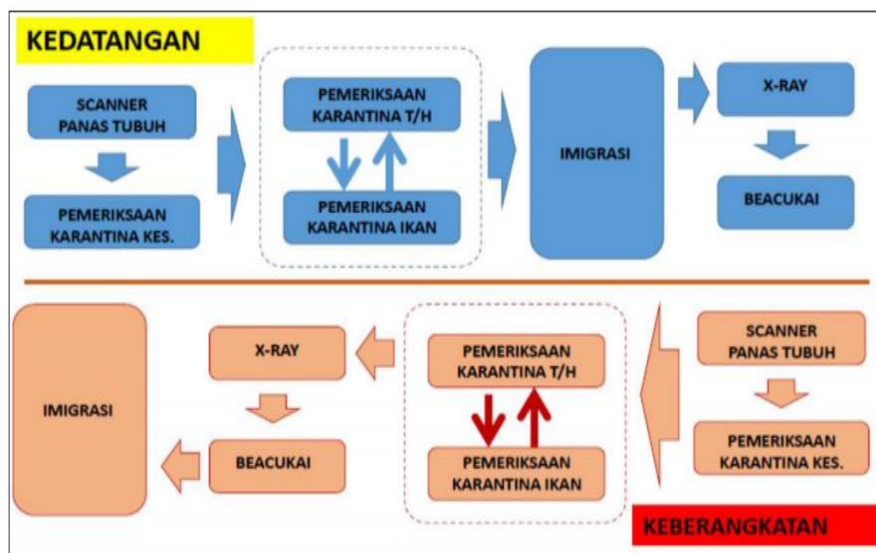 KEDATANGAN
SCANNER
PANAS TUBUH
PEMERIKSAAN
KARANTINA KES.
PEMERIKSAAN
KARANTINA T/H
PEMERIKSAAN
KARANTINA IKAN
IMIGRASI
X-RAY
BEACUKAI
IMIGRASI
X-RAY
BEACUKAI
PEMERIKSAAN
KARANTINA T/H
PEMERIKSAAN
KARANTINA IKAN
SCANNER
PANAS TUBUH
PEMERIKSAAN
KARANTINA KES.
KEBERANGKATAN